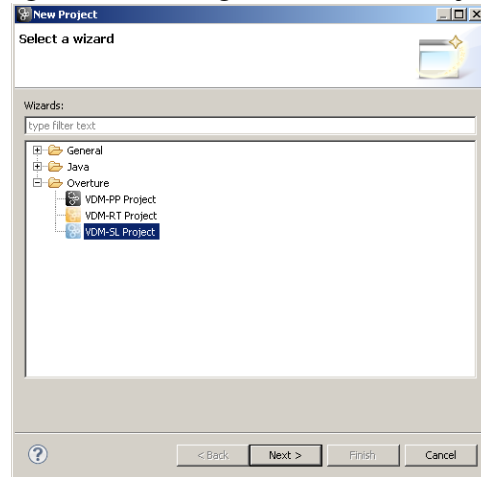 New Project
Select a wizard
Wizards:
type filter text
General
Java
Overture
VDM-PP Project
VDM-RT Project
VDM-SL Project
? < Back Next > Finish Cancel